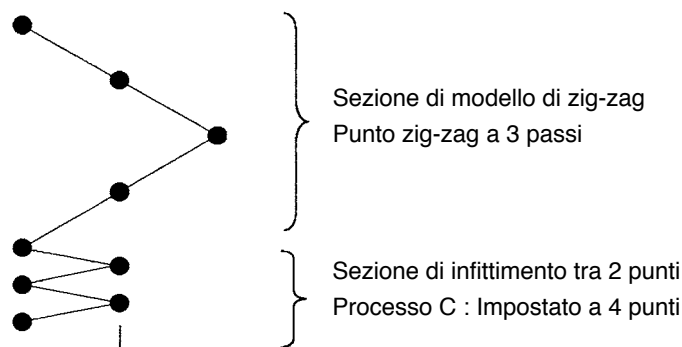 Sezione di modello di zig-zag
Punto zig-zag a 3 passi
Sezione di infittimento tra 2 punti
Processo C : Impostato a 4 punti